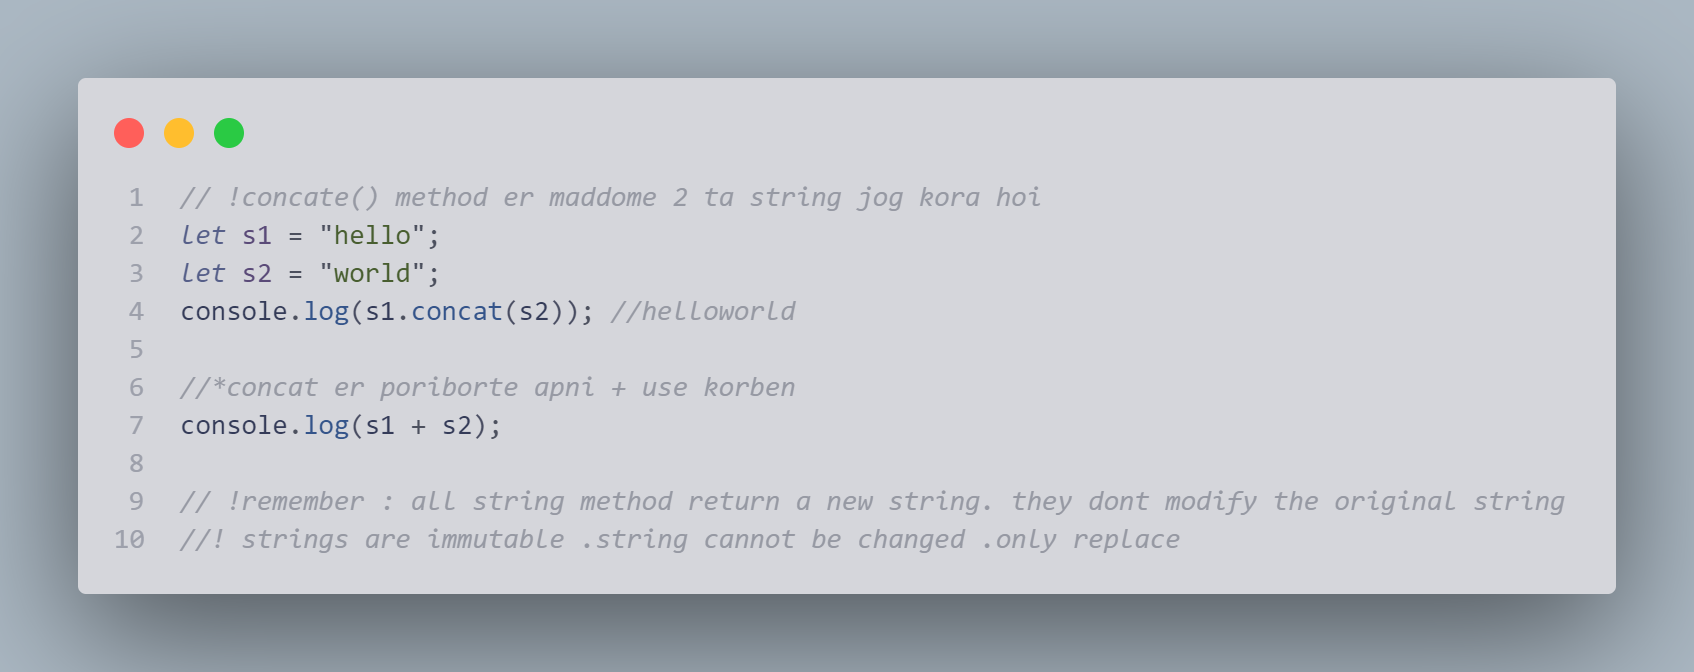 1 // !concate() method er maddome 2 ta string jog kora hoi
2 let s1 = "hello";
3 let s2 = "world";
4 console.log(s1.concat(s2)); //helloworld
5
6 //*concat er poriborte apni + use korben
7 console.log(s1 + s2);
8
9 // !remember : all string method return a new string. they dont modify the original string
10 //! strings are immutable .string cannot be changed .only replace